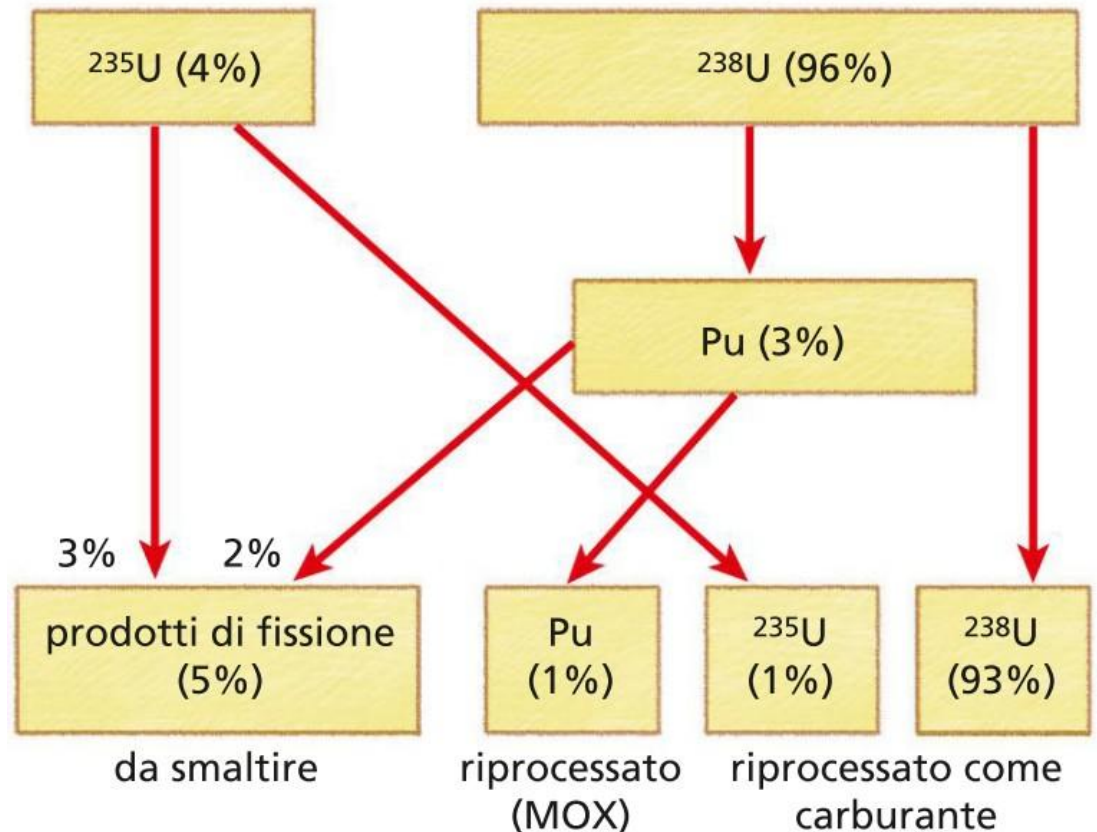 ²³⁵U (4%)
²³⁸U (96%)
Pu (3%)
3%
2%
prodotti di fissione
(5%)
Pu
(1%)
²³⁵U
(1%)
²³⁸U
(93%)
da smaltire
riprocessato
(MOX)
riprocessato come
carburante